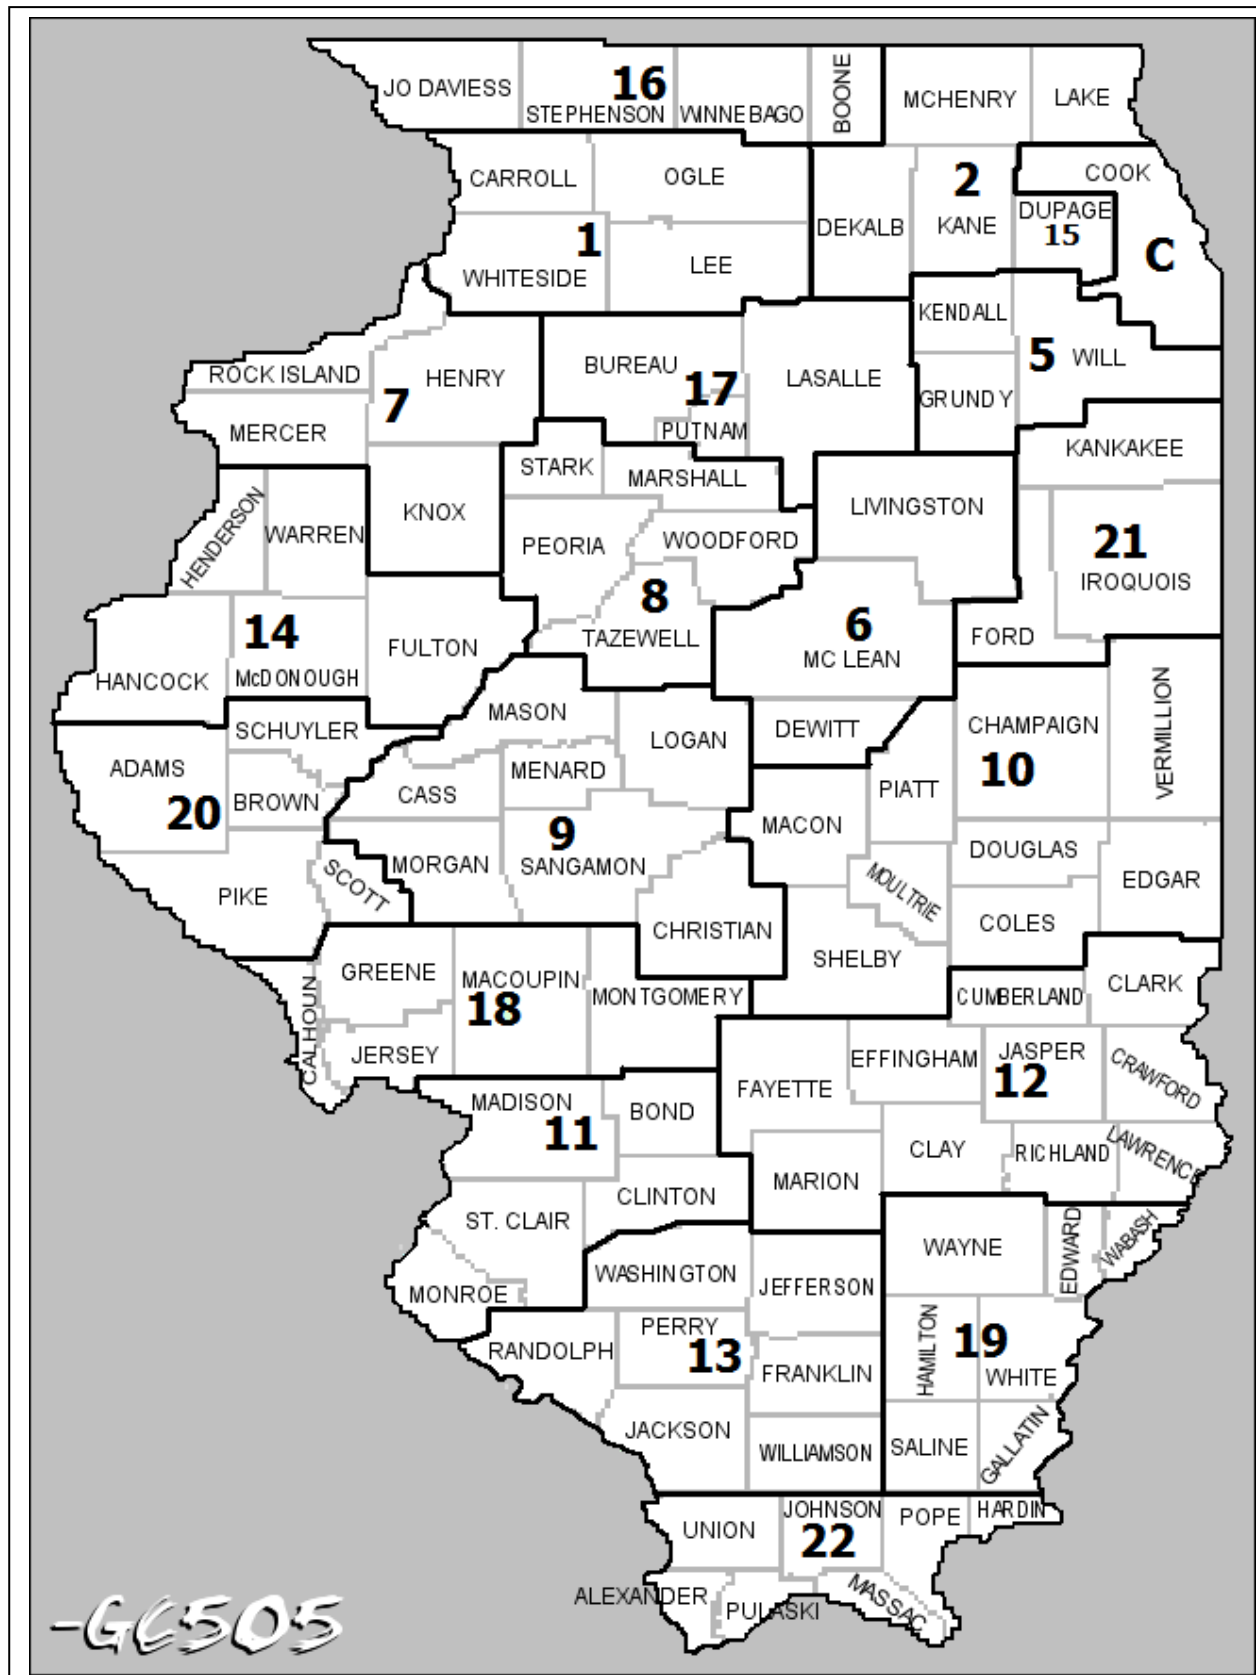 JO DAVIESS
16
STEPHENSON
WINNEBAGO
BOONE
MCHENRY
LAKE
CARROLL
OGLE
2
COOK
DEKALB
KANE
DUPAGE
15
C
1
WHITESIDE
LEE
KENDALL
5
WILL
ROCK ISLAND
HENRY
BUREAU
17
LASALLE
GRUNDY
7
MERCER
PUTNAM
KANKAKEE
STARK
MARSHALL
HENDERSON
WARREN
KNOX
PEORIA
WOODFORD
LIVINGSTON
21
IROQUOIS
8
14
FULTON
TAZEWELL
6
MC LEAN
FORD
HANCOCK
McDONOUGH
MASON
SCHUYLER
LOGAN
DEWITT
CHAMPAIGN
VERMILLION
ADAMS
MENARD
10
20
BROWN
CASS
PIATT
MACON
9
MORGAN
SANGAMON
DOUGLAS
PIKE
SCOTT
MOULTRIE
EDGAR
CHRISTIAN
COLES
SHELBY
GREENE
MACOUPIN
18
MONTGOMERY
CUMBERLAND
CLARK
CALHOUN
JERSEY
EFFINGHAM
JASPER
12
CRAWFORD
FAYETTE
MADISON
11
BOND
CLAY
RICHLAND
LAWRENCE
MARION
CLINTON
ST. CLAIR
WAYNE
EDWARD
WABASH
MONROE
WASHINGTON
JEFFERSON
RANDOLPH
PERRY
13
HAMILTON
19
WHITE
FRANKLIN
JACKSON
WILLIAMSON
SALINE
GALLATIN
UNION
JOHNSON
22
POPE
HARDIN
ALEXANDER
PULASKI
MASSAC
-GC505